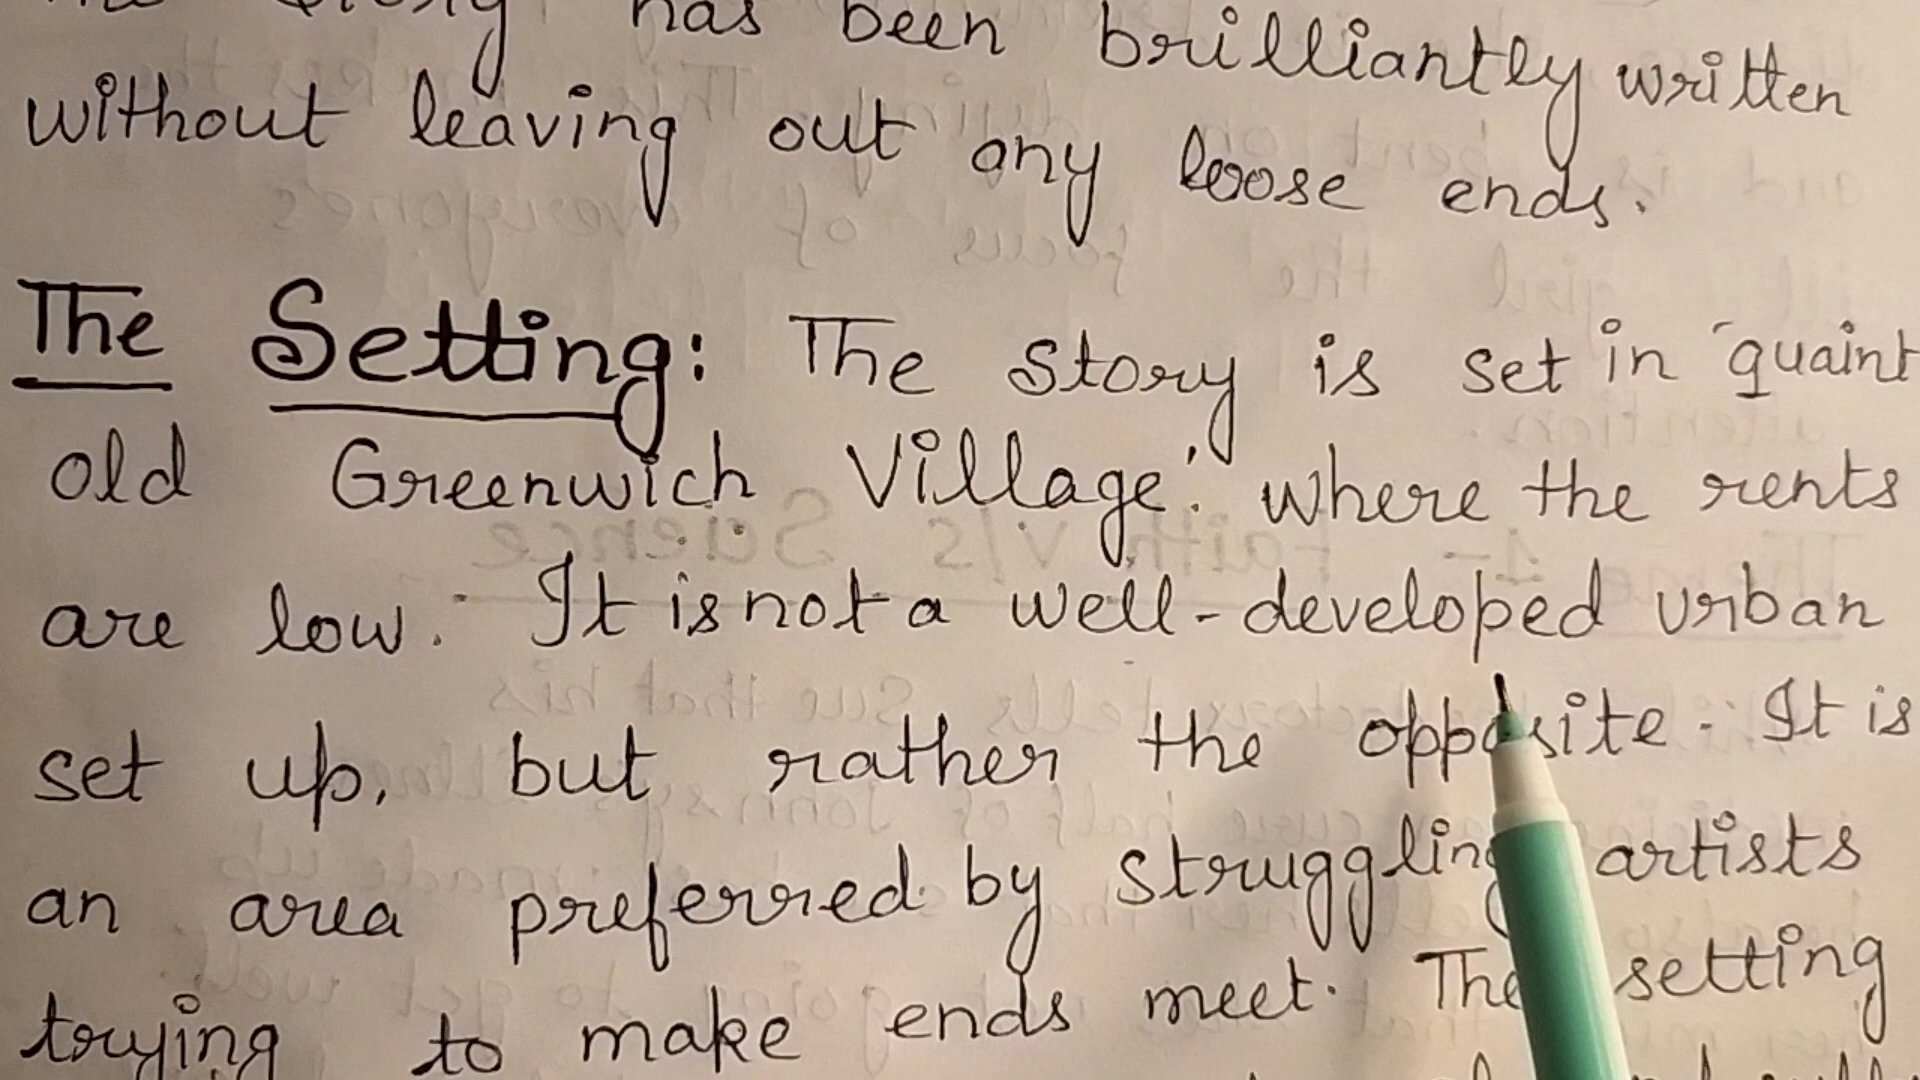 story has been brilliantly written
without leaving out any loose ends.
The Setting: The story is set in 'quaint
old Greenwich Village.' where the rents
are low. It is not a well-developed urban
set up, but rather the opposite. It is
an area preferred by struggling artists
trying to make ends meet. The setting